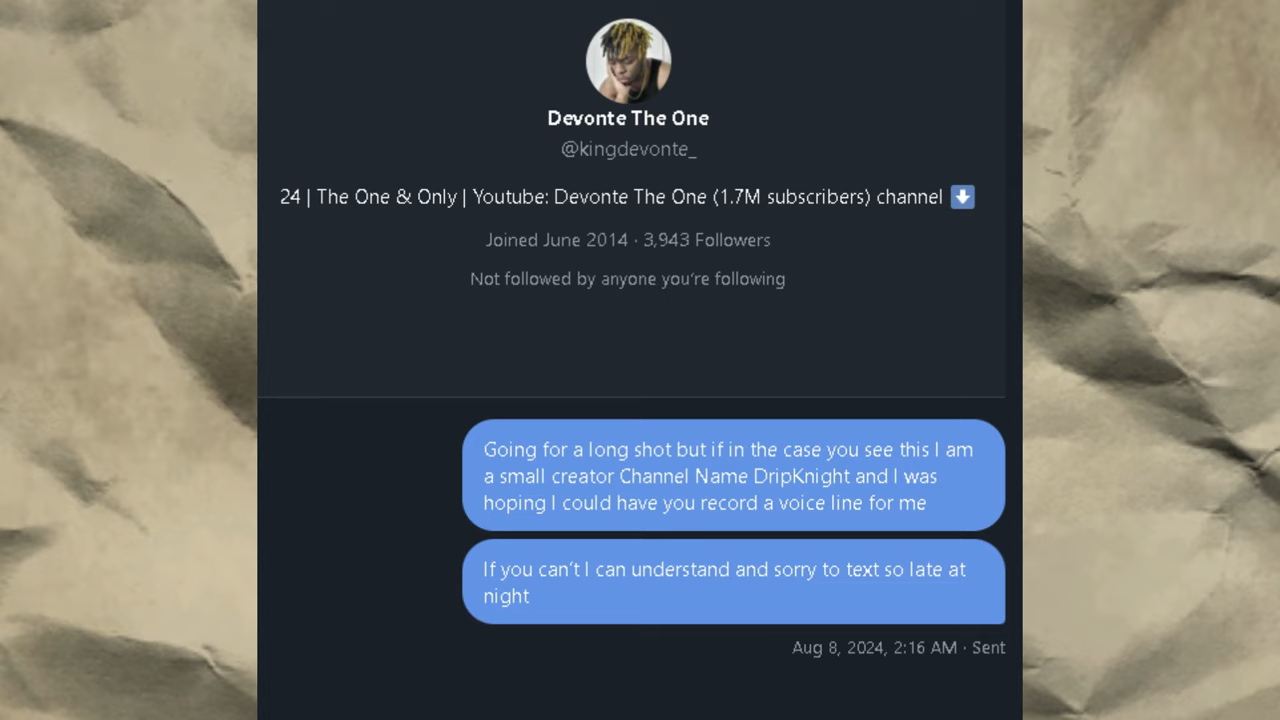 Devonte The One
@kingdevonte_
24 | The One & Only | Youtube: Devonte The One (1.7M subscribers) channel ⬇️
Joined June 2014 · 3,943 Followers
Not followed by anyone you're following
Going for a long shot but if in the case you see this I am
a small creator Channel Name DripKnight and I was
hoping I could have you record a voice line for me
If you can't I can understand and sorry to text so late at
night
Aug 8, 2024, 2:16 AM · Sent